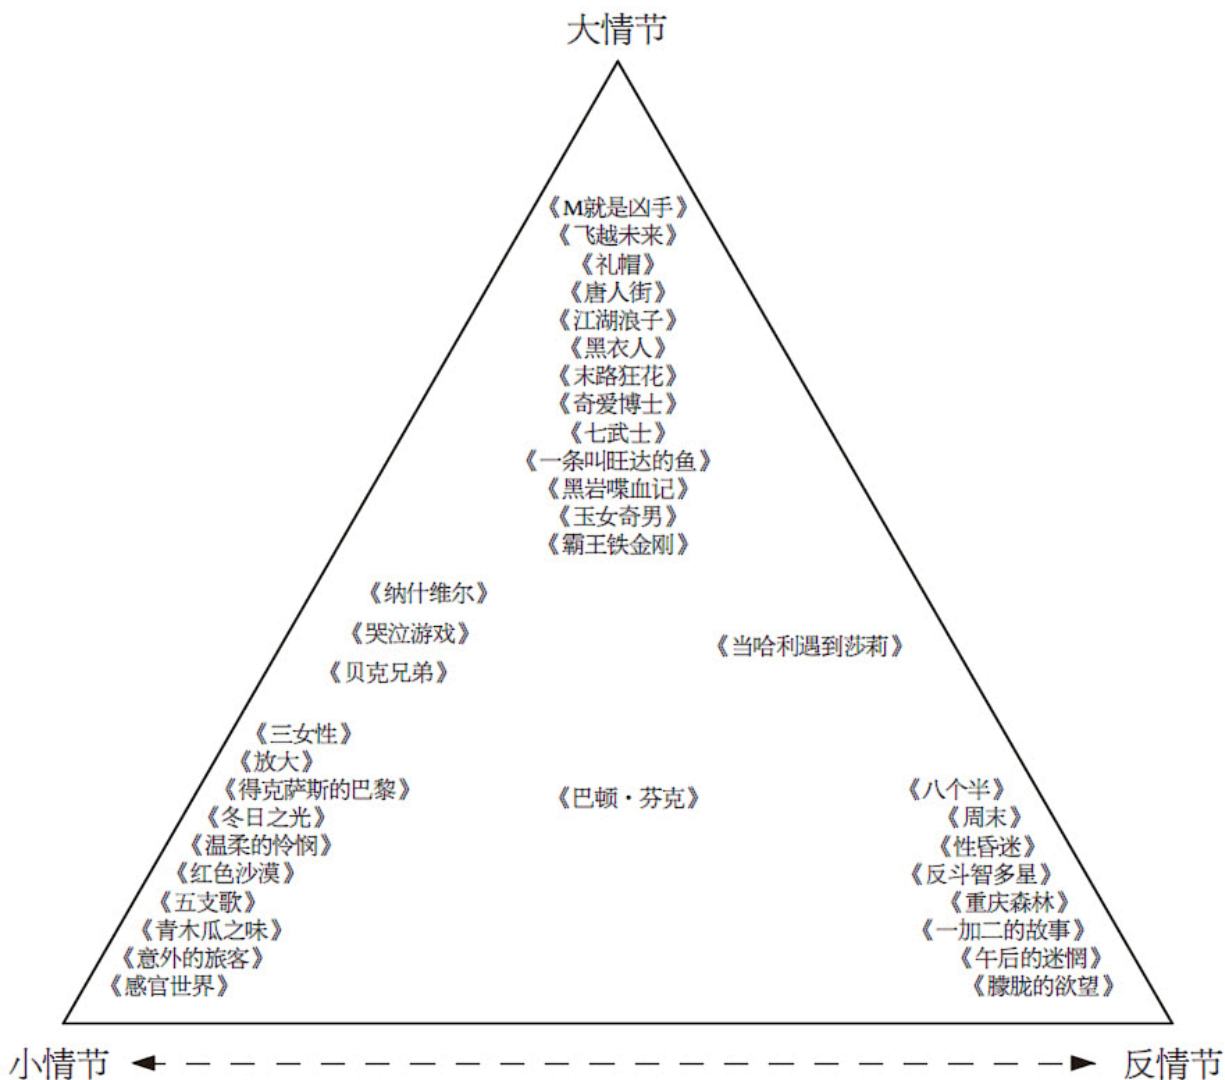 大情节
《M就是凶手》
《飞越未来》
《礼帽》
《唐人街》
《江湖浪子》
《黑衣人》
《末路狂花》
《奇爱博士》
《七武士》
《一条叫旺达的鱼》
《黑岩喋血记》
《玉女奇男》
《霸王铁金刚》
《纳什维尔》
《哭泣游戏》
《当哈利遇到莎莉》
《贝克兄弟》
《三女性》
《放大》
《得克萨斯的巴黎》
《冬日之光》
《温柔的怜悯》
《红色沙漠》
《五支歌》
《青木瓜之味》
《意外的旅客》
《感官世界》
《巴顿·芬克》
《八个半》
《周末》
《性昏迷》
《反斗智多星》
《重庆森林》
《一加二的故事》
《午后的迷惘》
《朦胧的欲望》
小情节
反情节